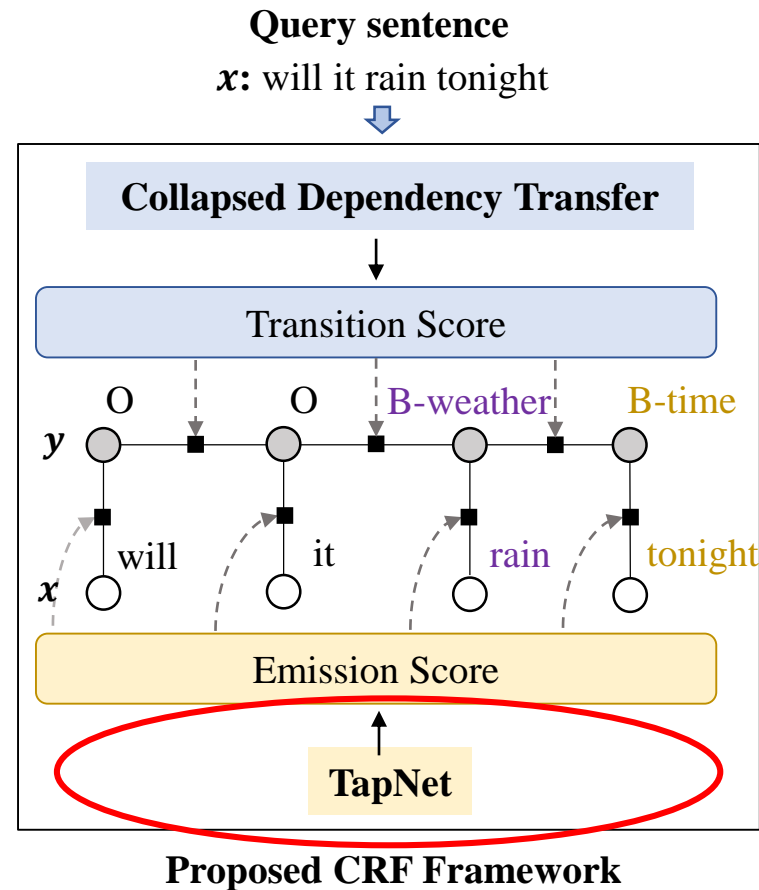 Query sentence
x: will it rain tonight
Collapsed Dependency Transfer
Transition Score
O O B-weather B-time
y
will it rain tonight
x
Emission Score
TapNet
Proposed CRF Framework